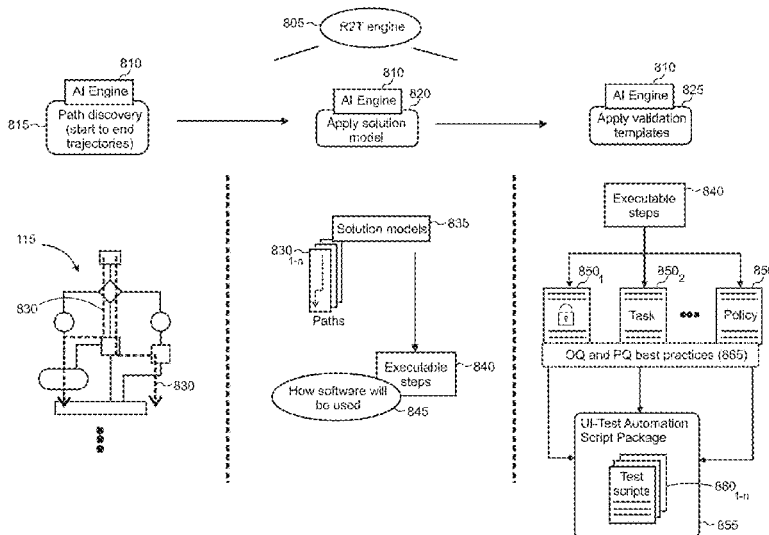 805
R2T engine
810
AI Engine
815
Path discovery
(start to end
trajectories)
810
820
AI Engine
Apply solution
model
810
AI Engine
825
Apply validation
templates
115
830
830
Solution models
835
830
1-n
Paths
Executable
steps
840
How software will
be used
845
Executable
steps
840
850
1
850
2
850
Task
Policy
OQ and PQ best practices (865)
UI-Test Automation
Script Package
Test
scripts
860
1-n
855